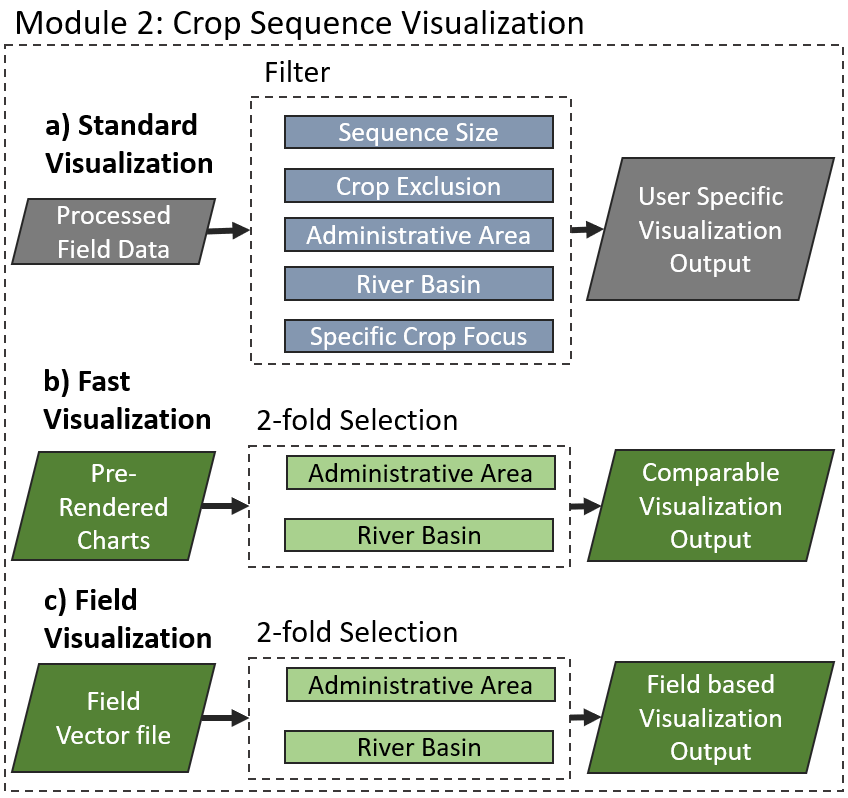 Module 2: Crop Sequence Visualization
Filter
a) Standard
Visualization
Processed
Field Data
Sequence Size
Crop Exclusion
Administrative Area
River Basin
Specific Crop Focus
User Specific
Visualization
Output
b) Fast
Visualization
2-fold Selection
Pre-
Rendered
Charts
Administrative Area
River Basin
Comparable
Visualization
Output
c) Field
Visualization
2-fold Selection
Field
Vector file
Administrative Area
River Basin
Field based
Visualization
Output